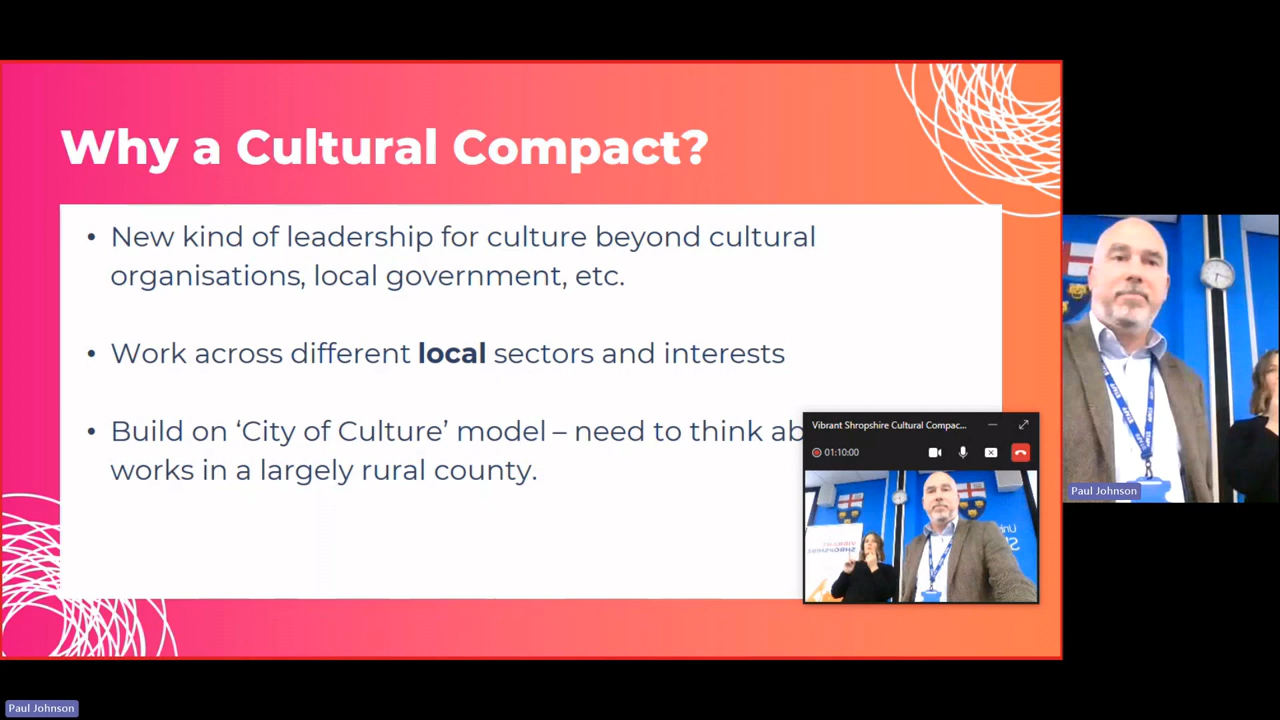 Why a Cultural Compact?
• New kind of leadership for culture beyond cultural
organisations, local government, etc.
• Work across different local sectors and interests
• Build on ‘City of Culture’ model – need to think ab
works in a largely rural county.
Vibrant Shropshire Cultural Compac...
01:10:00
SHROPSHIRE
STAFF
Paul Johnson
Paul Johnson